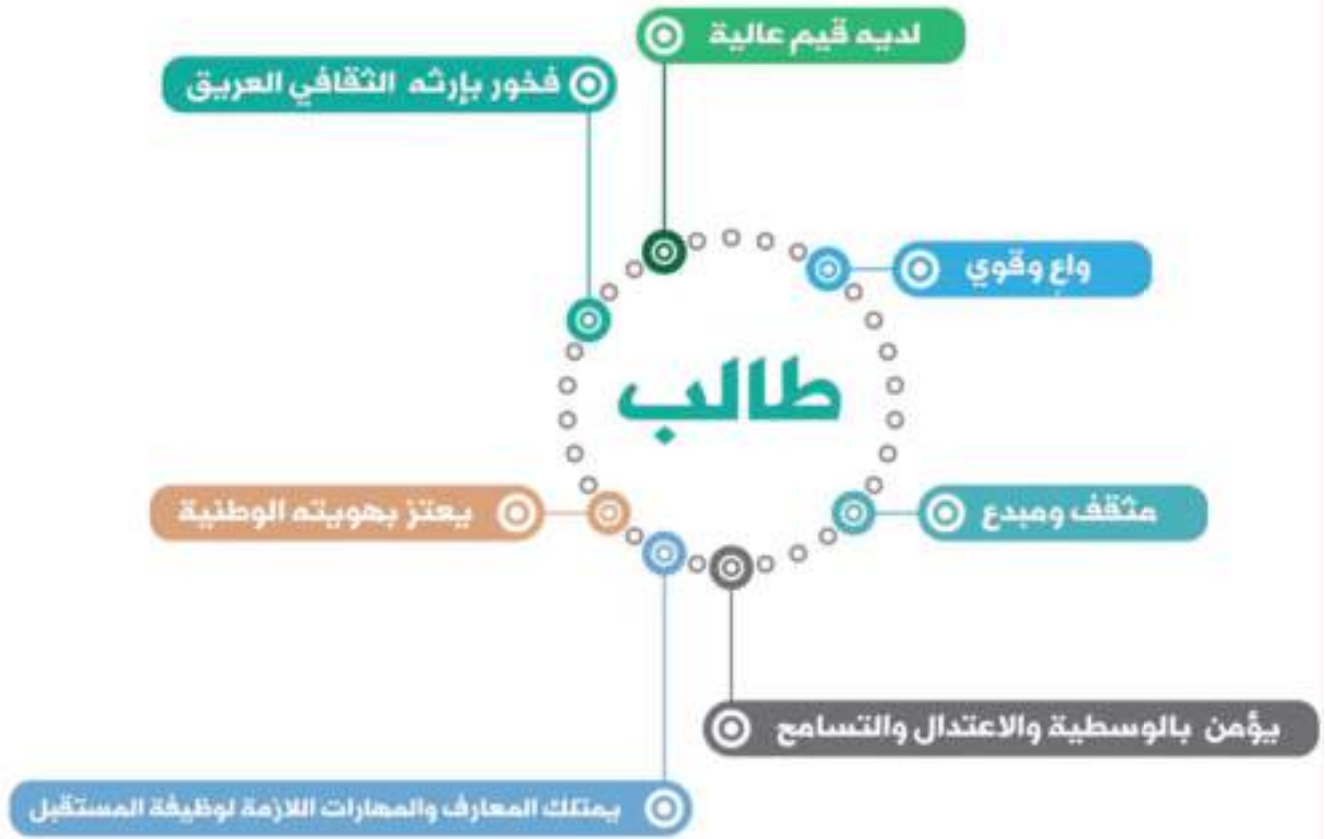 لديه قيم عالية
فخور بإرثه الثقافي العريق
واعٍ وقوي
طالب
مثقف ومبدع
يعتز بهويته الوطنية
يؤمن بالوسطية والاعتدال والتسامح
يمتلك المعارف والمهارات اللازمة لوظيفة المستقبل